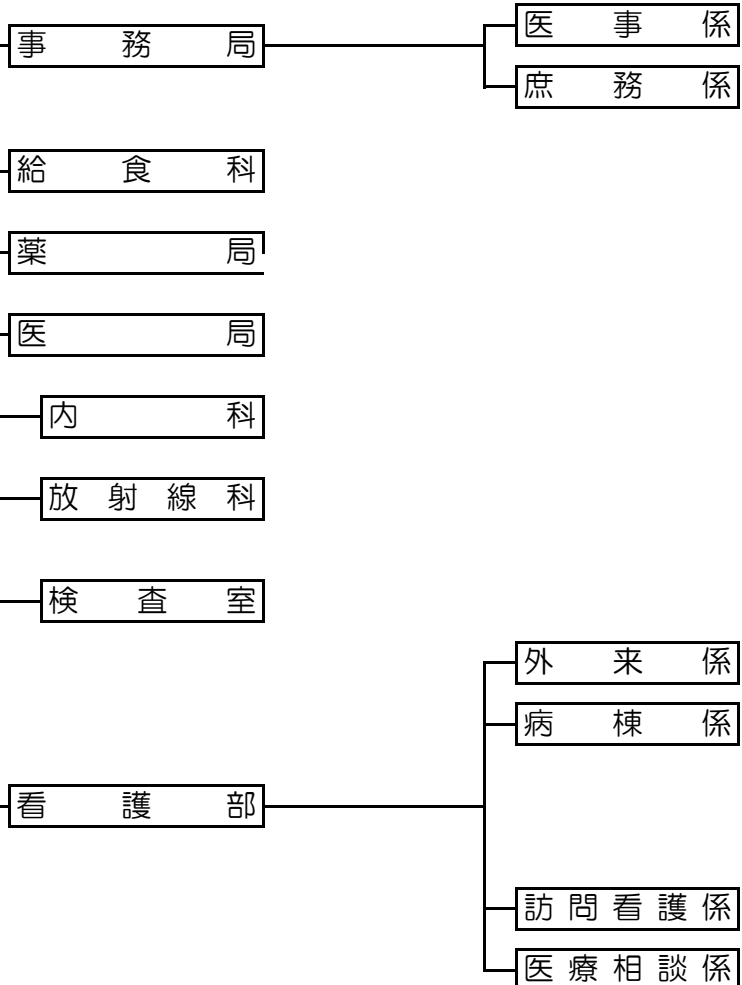 事務局
医事係
庶務係
給食科
薬局
医局
内科
放射線科
検査室
看護部
外来係
病棟係
訪問看護係
医療相談係